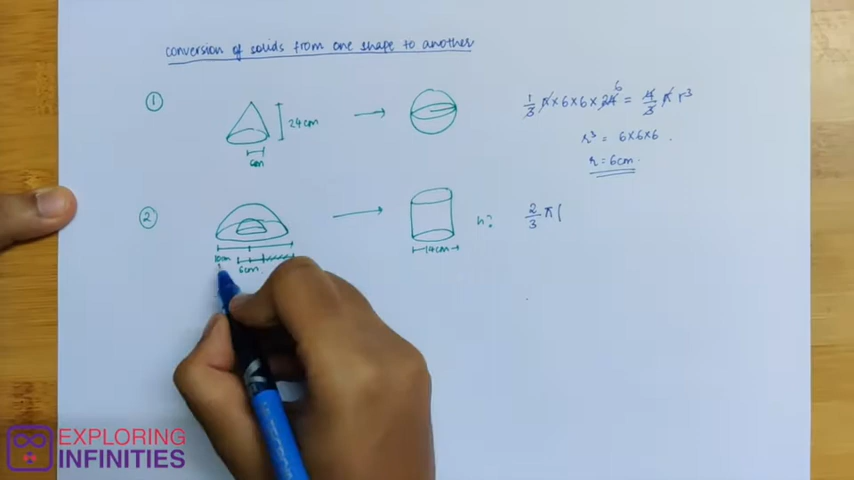 conversion of solids from one shape to another
①
24cm
6cm
1/3 π×6×6×24 6 = 4/3 π r³
r³ = 6×6×6 .
r = 6cm.
②
10cm
6cm
h?
14cm
2/3 π (
EXPLORING
INFINITIES